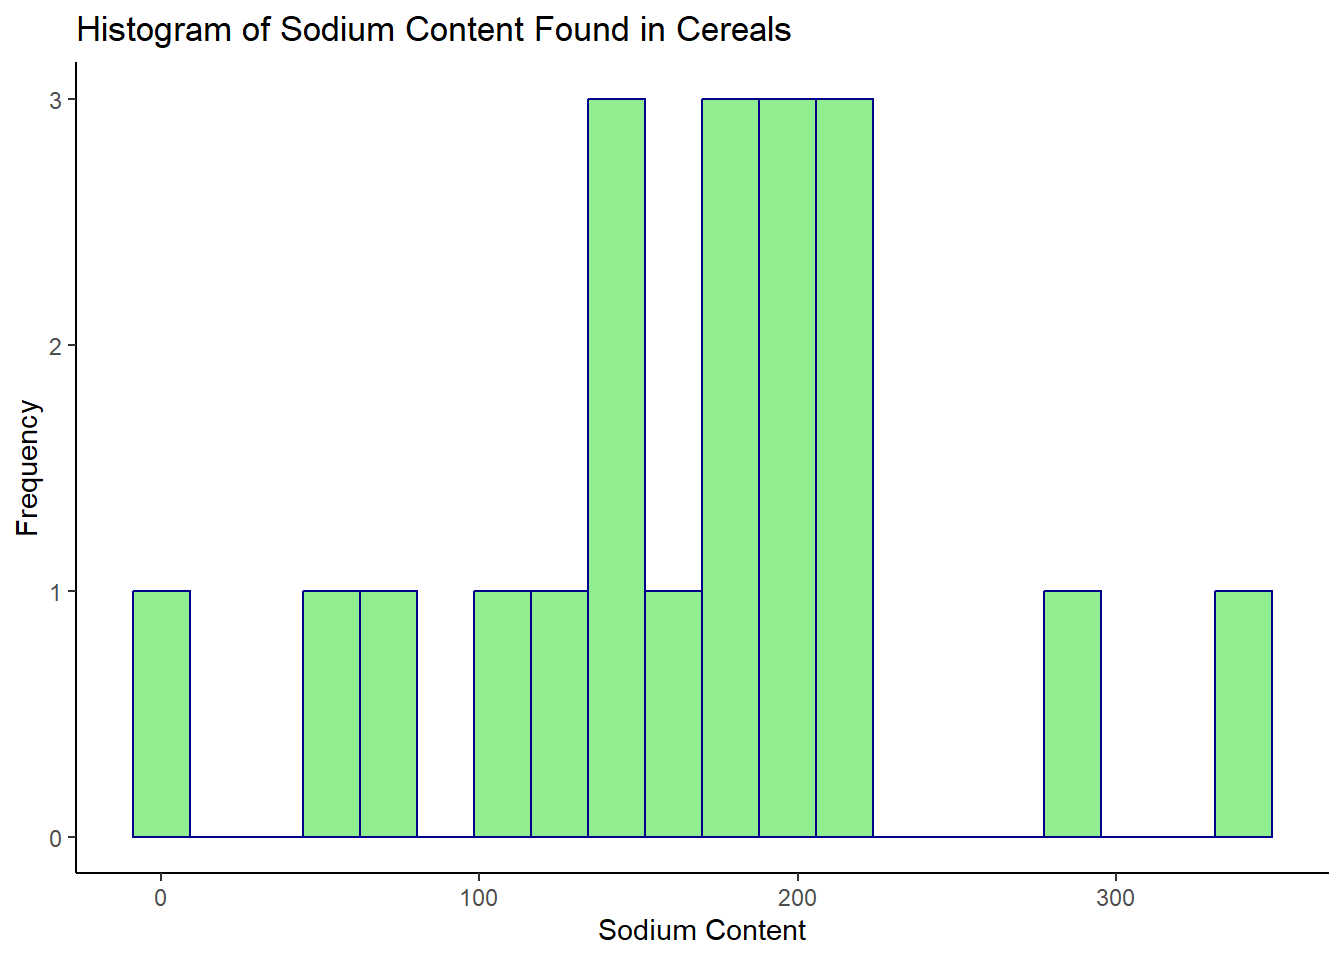 Histogram of Sodium Content Found in Cereals
3
2
1
0
Frequency
0 100 200 300
Sodium Content